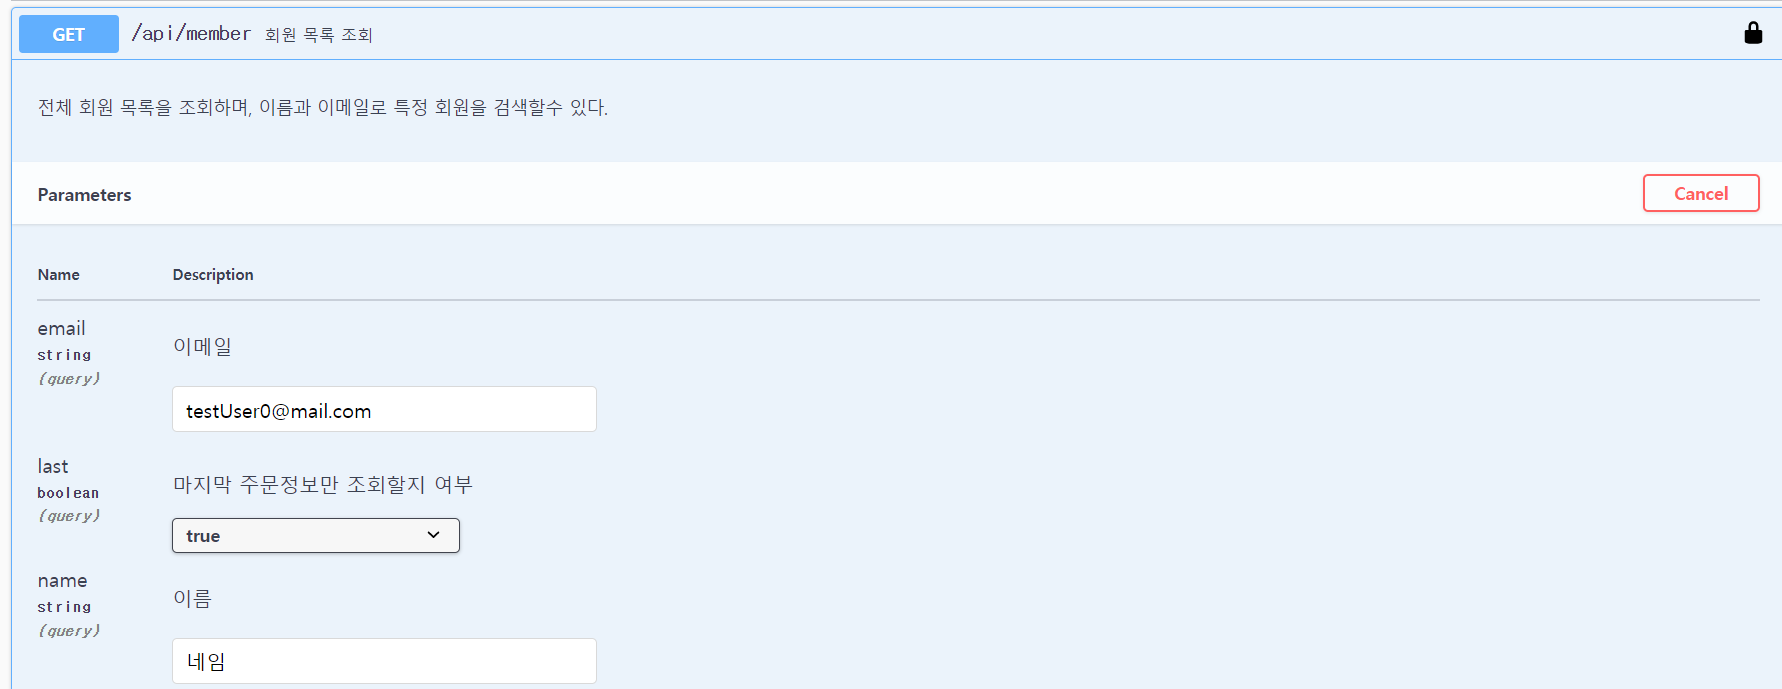 GET /api/member 회원 목록 조회
전체 회원 목록을 조회하며, 이름과 이메일로 특정 회원을 검색할수 있다.
Parameters Cancel
Name Description
email
string
(query)
이메일
testUser0@mail.com
last
boolean
(query)
마지막 주문정보만 조회할지 여부
true
name
string
(query)
이름
네임